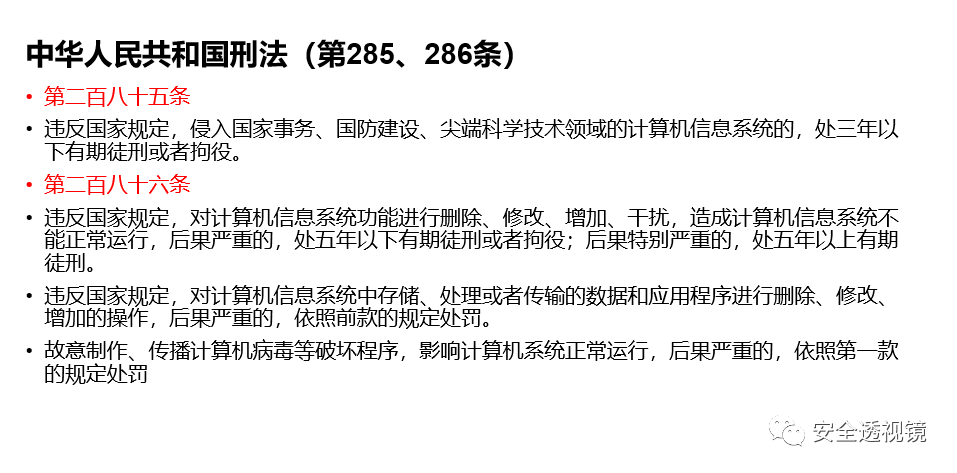 中华人民共和国刑法（第285、286条）
• 第二百八十五条
• 违反国家规定，侵入国家事务、国防建设、尖端科学技术领域的计算机信息系统的，处三年以
下有期徒刑或者拘役。
• 第二百八十六条
• 违反国家规定，对计算机信息系统功能进行删除、修改、增加、干扰，造成计算机信息系统不
能正常运行，后果严重的，处五年以下有期徒刑或者拘役；后果特别严重的，处五年以上有期
徒刑。
• 违反国家规定，对计算机信息系统中存储、处理或者传输的数据和应用程序进行删除、修改、
增加的操作，后果严重的，依照前款的规定处罚。
• 故意制作、传播计算机病毒等破坏程序，影响计算机系统正常运行，后果严重的，依照第一款
的规定处罚
安全透视镜